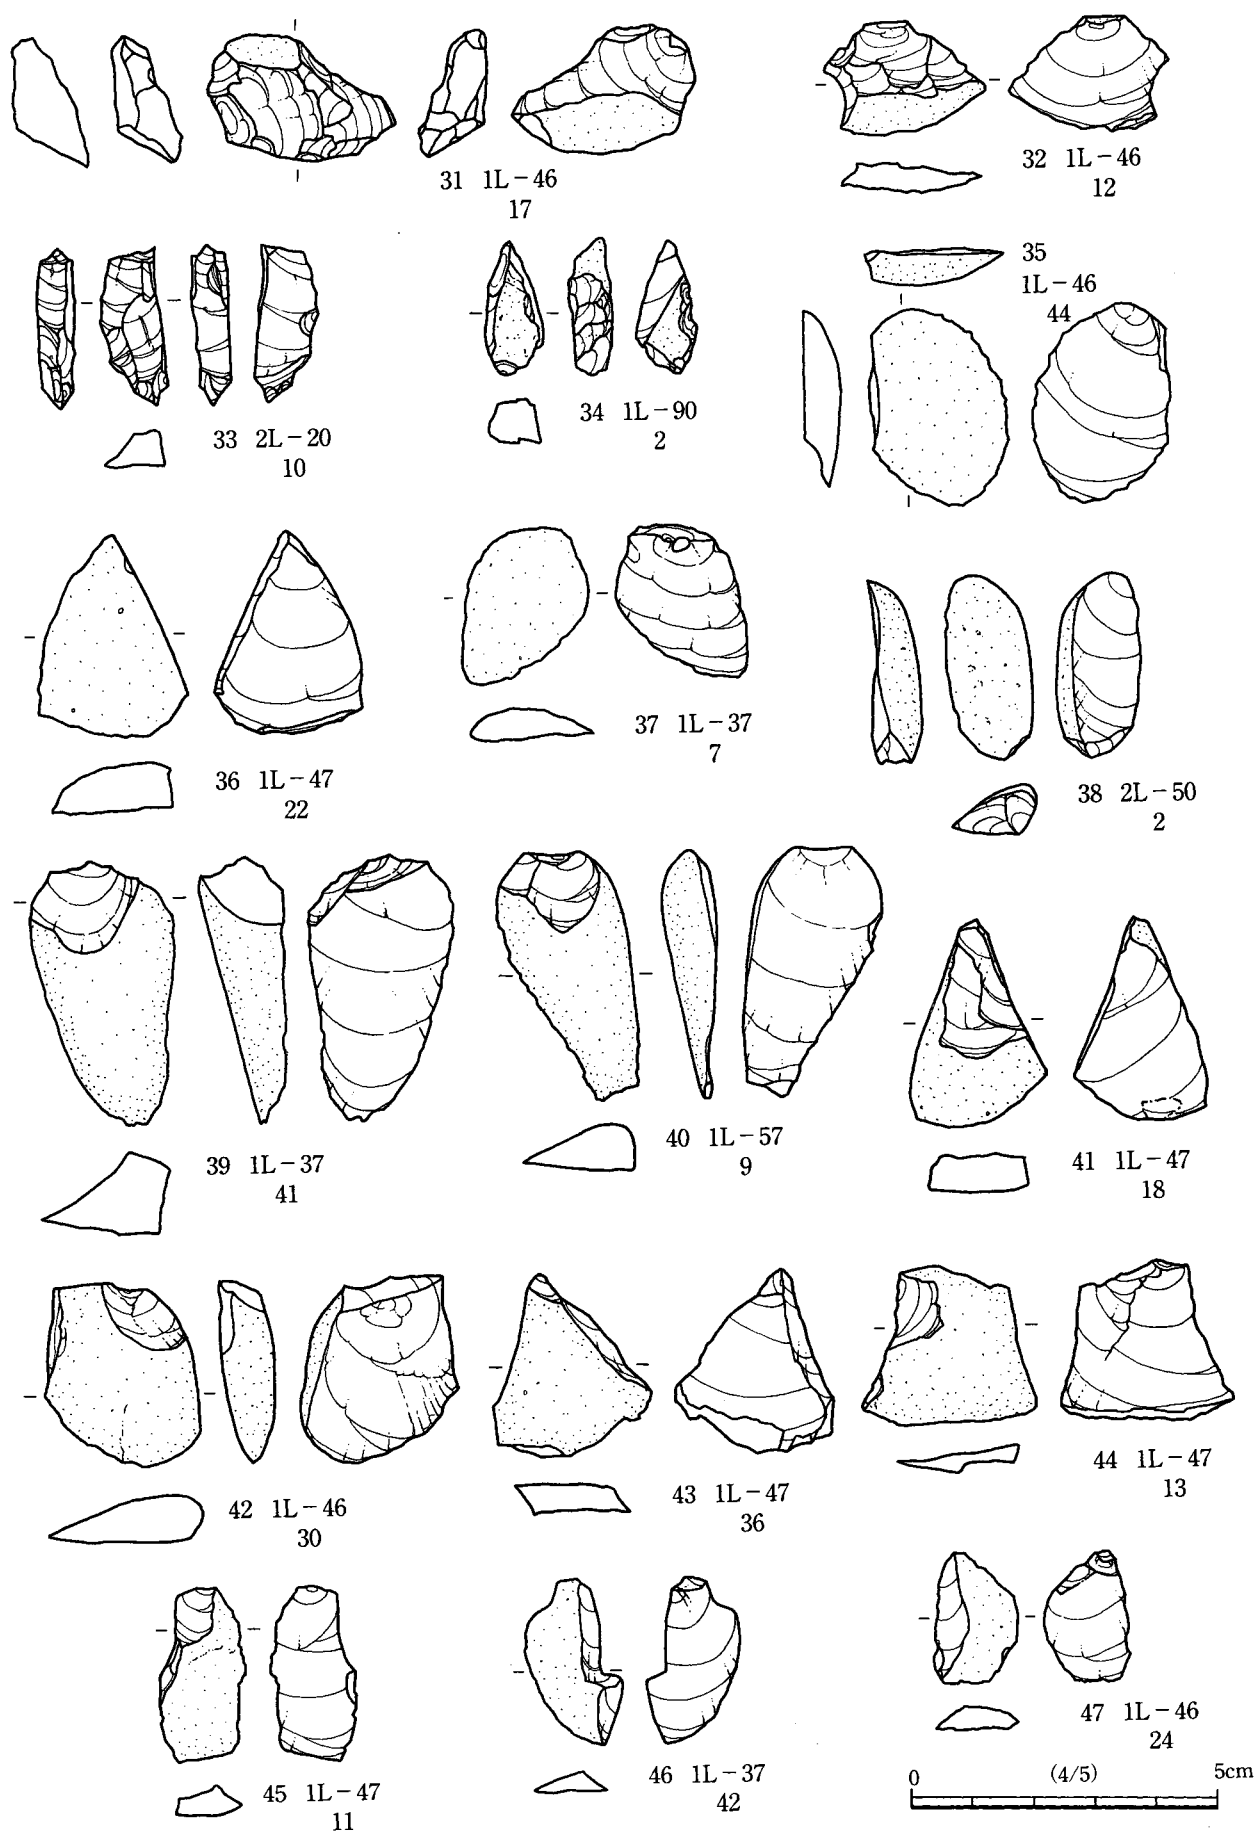 31 1L-46
17
32 1L-46
12
33 2L-20
10
34 1L-90
2
35
1L-46
44
36 1L-47
22
37 1L-37
7
38 2L-50
2
39 1L-37
41
40 1L-57
9
41 1L-47
18
42 1L-46
30
43 1L-47
36
44 1L-47
13
45 1L-47
11
46 1L-37
42
47 1L-46
24
0 (4/5) 5cm